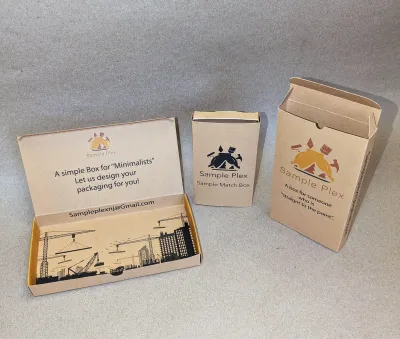 Sample Plex
A simple Box for "Minimalists"
Let us design your
packaging for you!
Sampleplexnj@Gmail.com
Sample Plex
Sample Match Box
Sample Plex
A box for someone
who is
"straight to the point".